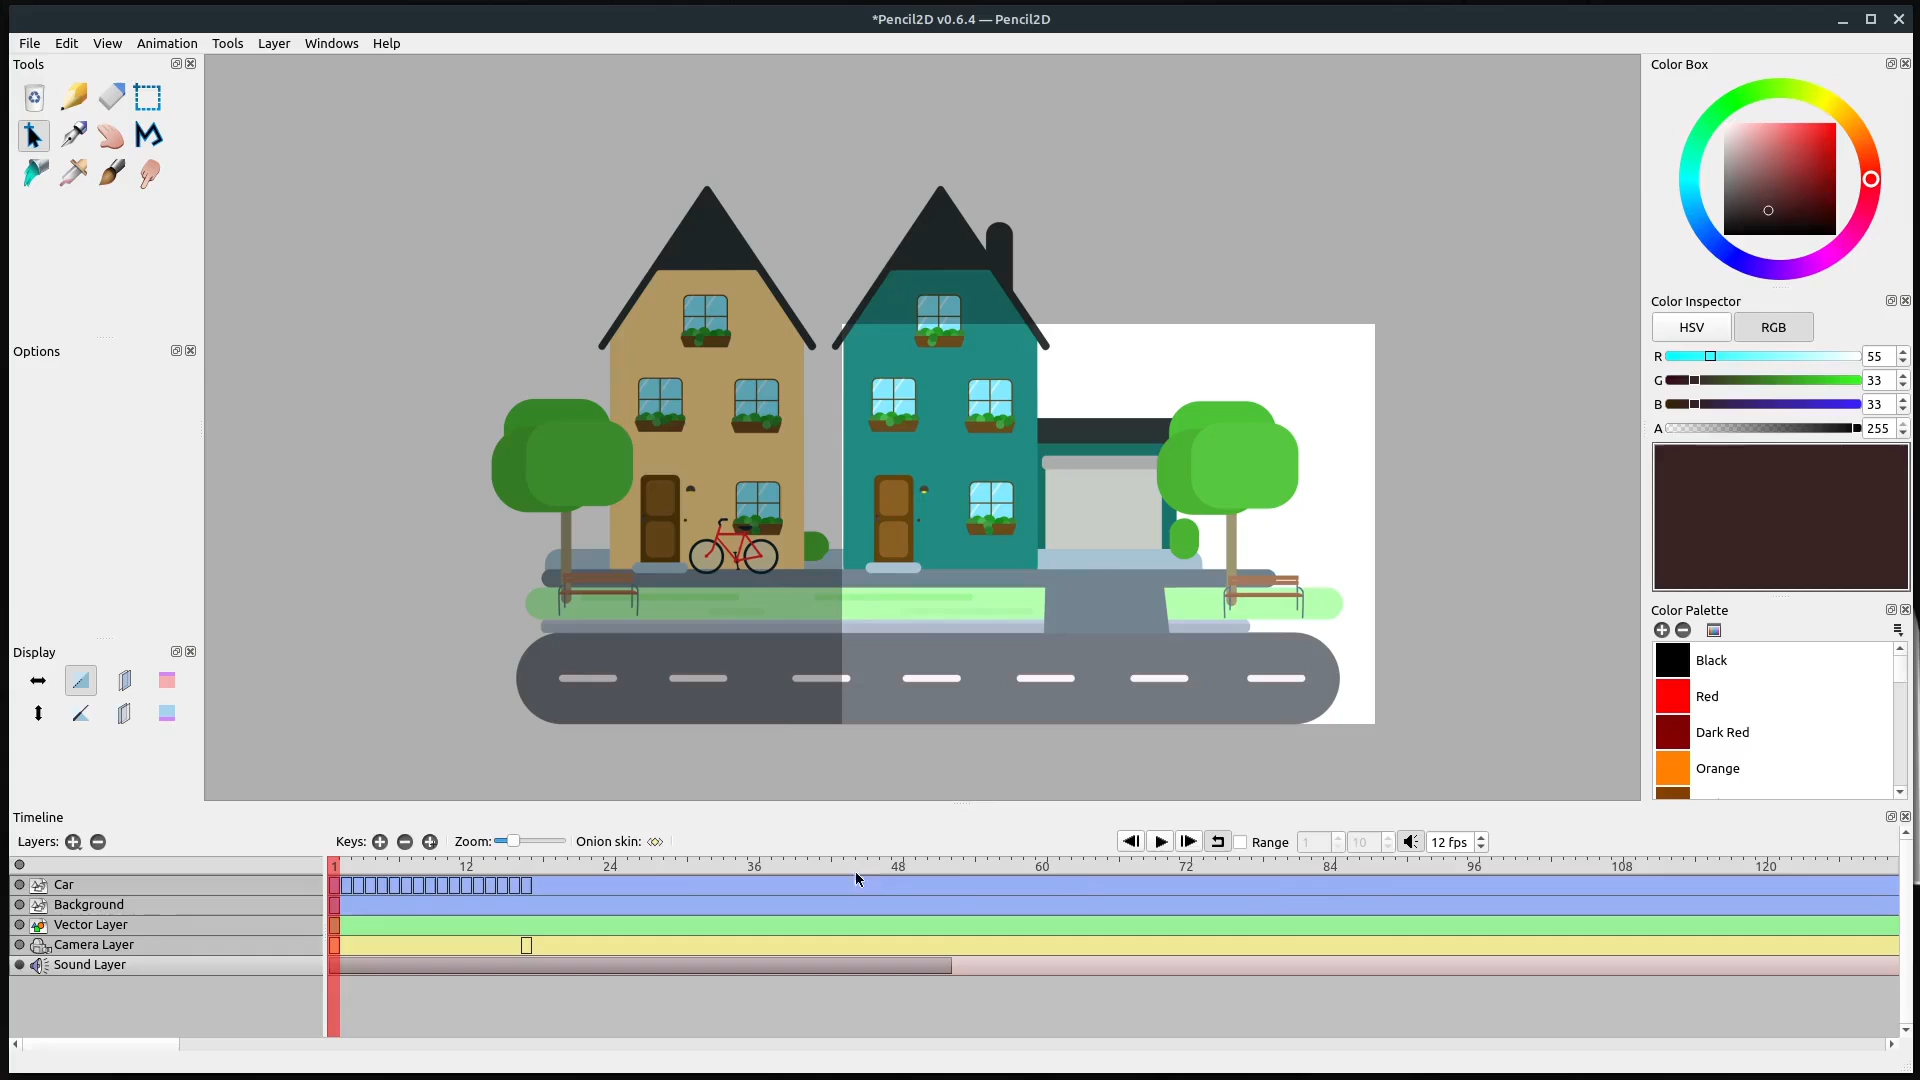 *Pencil2D v0.6.4 — Pencil2D
File Edit View Animation Tools Layer Windows Help
Tools
Options
Display
Color Box
Color Inspector
HSV RGB
R 55
G 33
B 33
A 255
Color Palette
Black
Red
Dark Red
Orange
Timeline
Layers: Keys: Zoom: Onion skin: Range 1 10 12 fps
1 12 24 36 48 60 72 84 96 108 120
Car
Background
Vector Layer
Camera Layer
Sound Layer